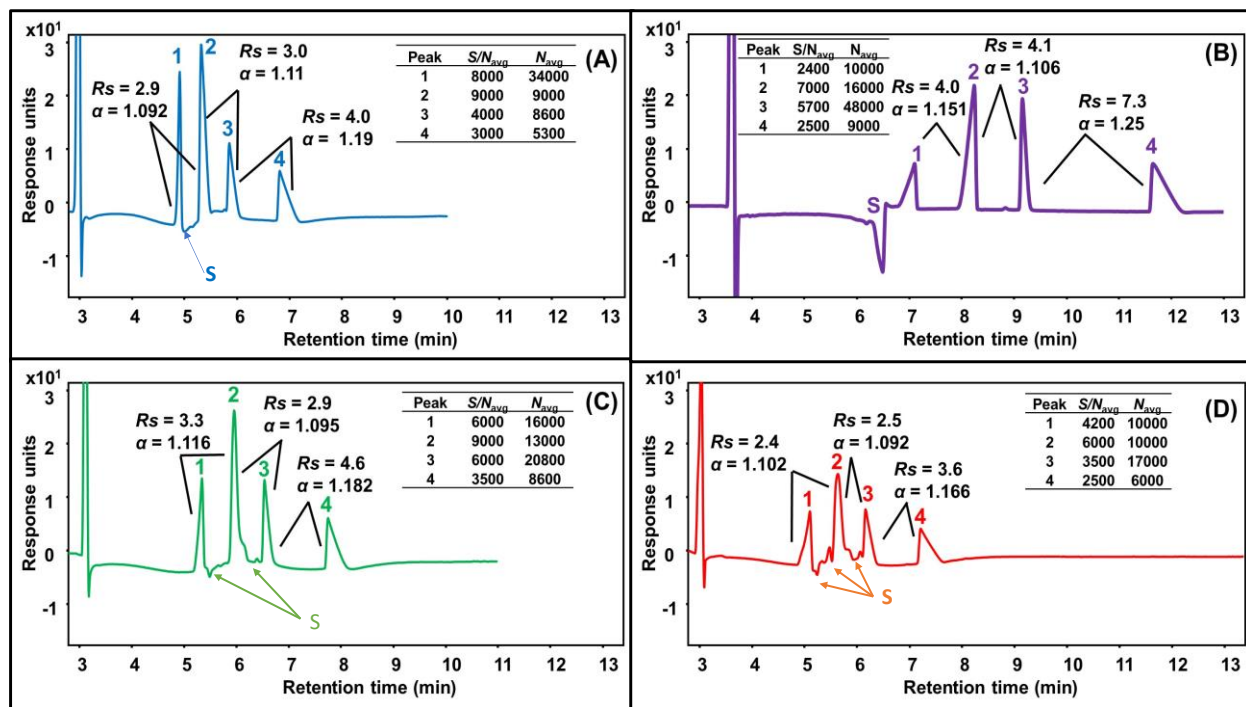 x10¹
(A)
Rs = 2.9
α = 1.092
Rs = 3.0
α = 1.11
Rs = 4.0
α = 1.19
Peak S/Navg Navg
1 8000 34000
2 9000 9000
3 4000 8600
4 3000 5300
1
2
3
4
S
Response units
3
2
1
0
-1
3 4 5 6 7 8 9 10 11 12 13
Retention time (min)
x10¹
(B)
Peak S/Navg Navg
1 2400 10000
2 7000 16000
3 5700 48000
4 2500 9000
Rs = 4.0
α = 1.151
Rs = 4.1
α = 1.106
Rs = 7.3
α = 1.25
S
1
2
3
4
Response units
3
2
1
0
-1
3 4 5 6 7 8 9 10 11 12 13
Retention time (min)
x10¹
(C)
Rs = 3.3
α = 1.116
Rs = 2.9
α = 1.095
Rs = 4.6
α = 1.182
Peak S/Navg Navg
1 6000 16000
2 9000 13000
3 6000 20800
4 3500 8600
1
2
3
4
S
Response units
3
2
1
0
-1
3 4 5 6 7 8 9 10 11 12 13
Retention time (min)
x10¹
(D)
Rs = 2.4
α = 1.102
Rs = 2.5
α = 1.092
Rs = 3.6
α = 1.166
Peak S/Navg Navg
1 4200 10000
2 6000 10000
3 3500 17000
4 2500 6000
1
2
3
4
S
Response units
3
2
1
0
-1
3 4 5 6 7 8 9 10 11 12 13
Retention time (min)